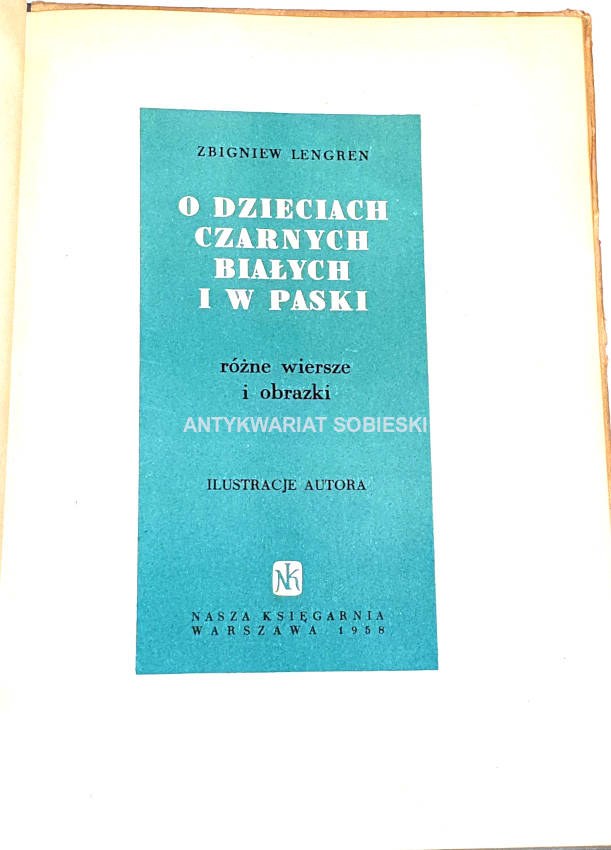 ZBIGNIEW LENGREN
O DZIECIACH
CZARNYCH
BIAŁYCH
I W PASKI
różne wiersze
i obrazki
ANTYKWARIAT SOBIESKI
ILUSTRACJE AUTORA
NK
NASZA KSIĘGARNIA
WARSZAWA 1958